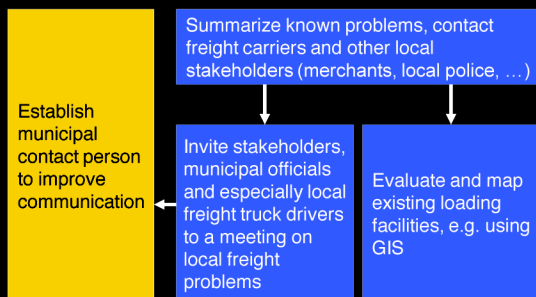 Summarize known problems, contact
freight carriers and other local
stakeholders (merchants, local police, …)
Establish
municipal
contact person
to improve
communication
Invite stakeholders,
municipal officials
and especially local
freight truck drivers
to a meeting on
local freight
problems
Evaluate and map
existing loading
facilities, e.g. using
GIS